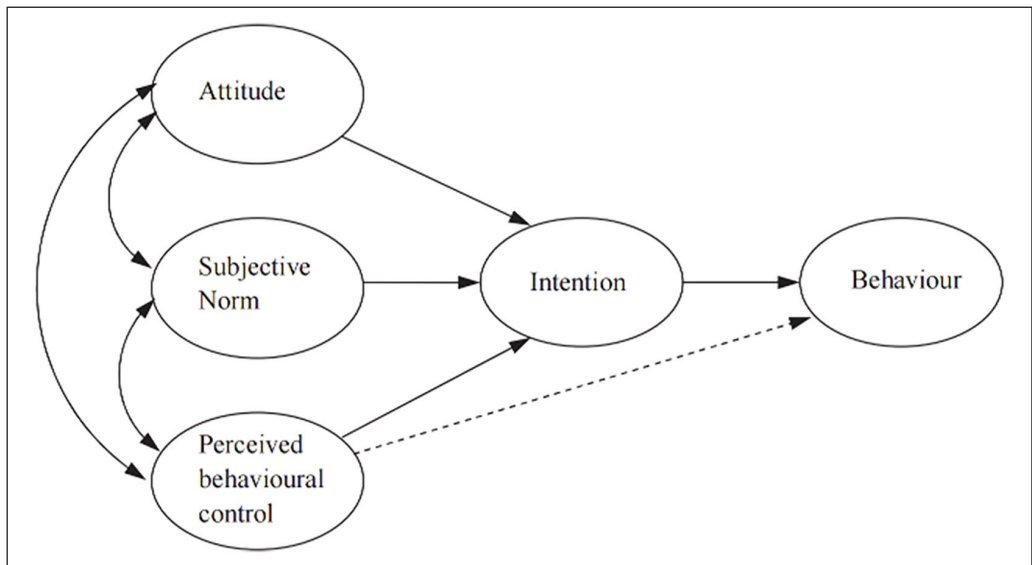 Attitude
Subjective
Norm
Intention
Behaviour
Perceived
behavioural
control